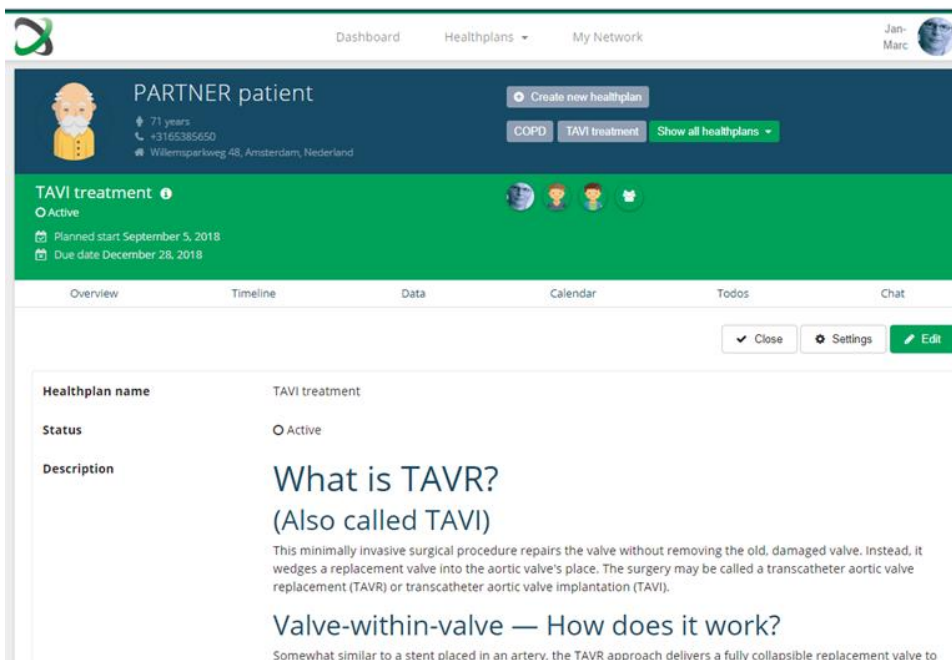 Dashboard Healthplans My Network
Jan-
Marc
PARTNER patient
71 years
+3165385650
Willemsparkweg 48, Amsterdam, Nederland
Create new healthplan
COPD TAVI treatment Show all healthplans
TAVI treatment
Active
Planned start September 5, 2018
Due date December 28, 2018
Overview Timeline Data Calendar Todos Chat
Close Settings Edit
Healthplan name TAVI treatment
Status Active
Description
What is TAVR?
(Also called TAVI)
This minimally invasive surgical procedure repairs the valve without removing the old, damaged valve. Instead, it
wedges a replacement valve into the aortic valve's place. The surgery may be called a transcatheter aortic valve
replacement (TAVR) or transcatheter aortic valve implantation (TAVI).
Valve-within-valve — How does it work?
Somewhat similar to a stent placed in an artery, the TAVR approach delivers a fully collapsible replacement valve to